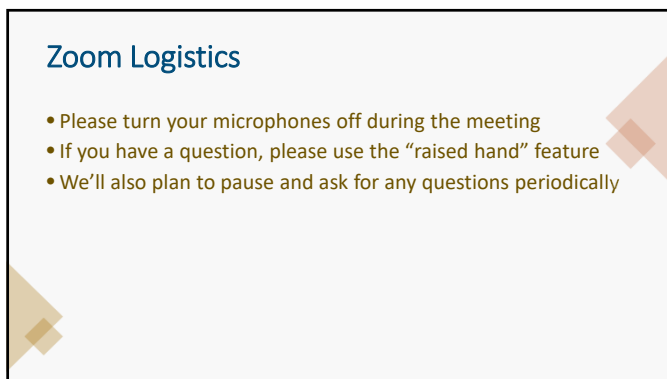 Zoom Logistics
• Please turn your microphones off during the meeting
• If you have a question, please use the “raised hand” feature
• We’ll also plan to pause and ask for any questions periodically